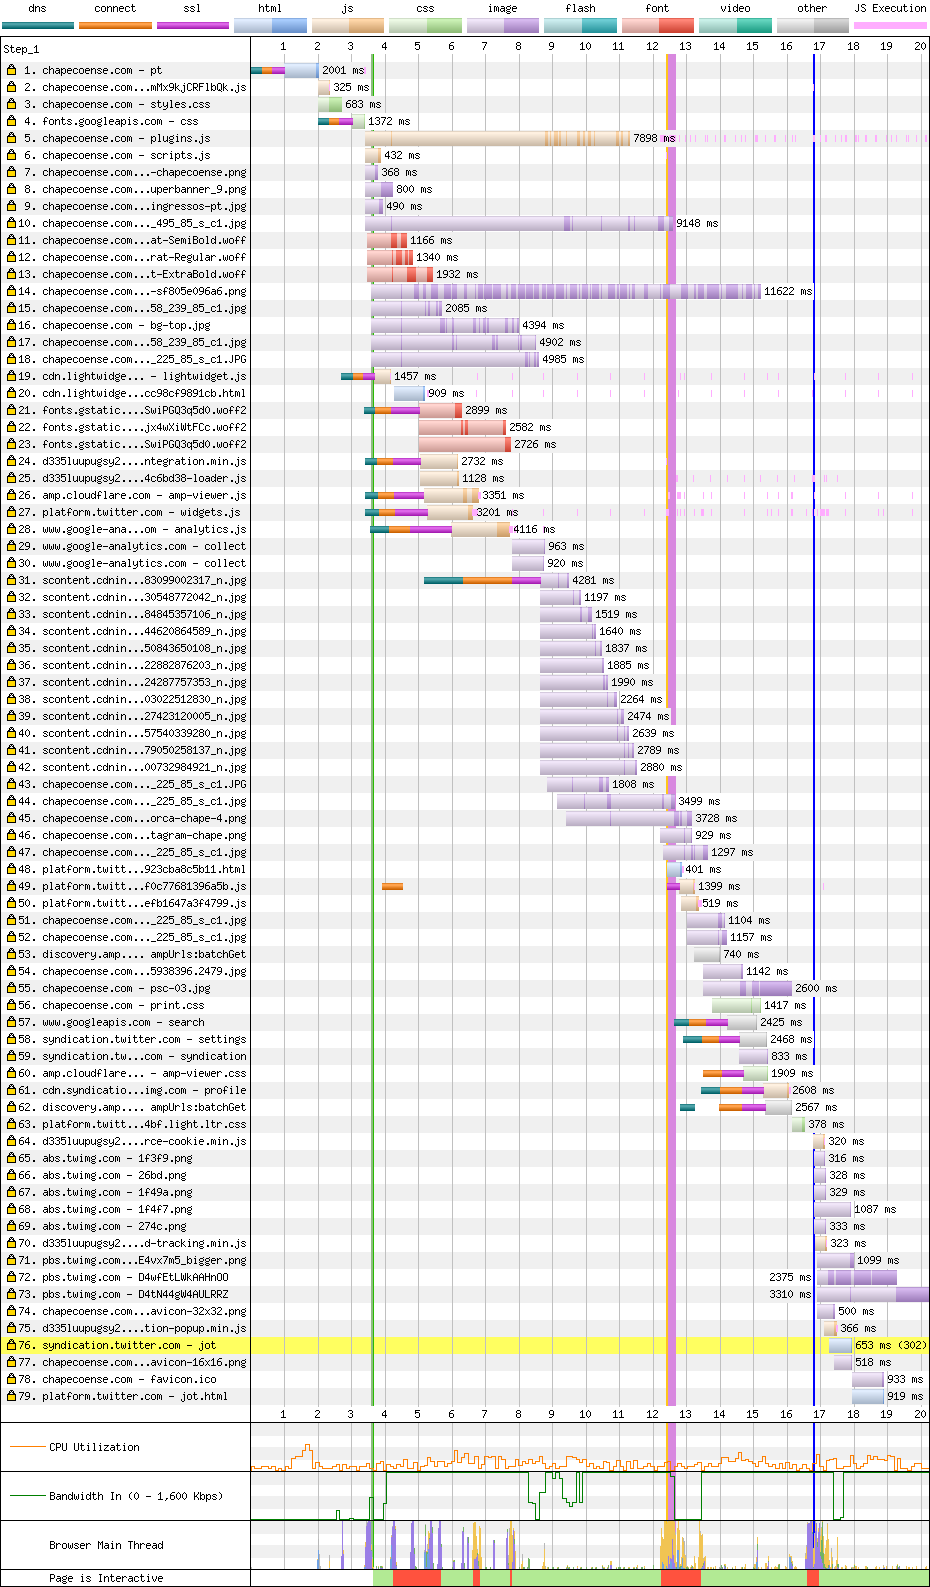 dns connect ssl html js css image flash font video other JS Execution
Step_1 1 2 3 4 5 6 7 8 9 10 11 12 13 14 15 16 17 18 19 20
1. chapecoense.com - pt 2001 ms
2. chapecoense.com...mMx9kjCRFlbQk.js 325 ms
3. chapecoense.com - styles.css 683 ms
4. fonts.googleapis.com - css 1372 ms
5. chapecoense.com - plugins.js 7898 ms
6. chapecoense.com - scripts.js 432 ms
7. chapecoense.com...-chapecoense.png 368 ms
8. chapecoense.com...uperbanner_9.png 800 ms
9. chapecoense.com...ingressos-pt.jpg 490 ms
10. chapecoense.com..._495_85_s_c1.jpg 9148 ms
11. chapecoense.com...at-SemiBold.woff 1166 ms
12. chapecoense.com...rat-Regular.woff 1340 ms
13. chapecoense.com...t-ExtraBold.woff 1932 ms
14. chapecoense.com...-sf805e096a6.png 11622 ms
15. chapecoense.com...58_239_85_s_c1.jpg 2085 ms
16. chapecoense.com - bg-top.jpg 4394 ms
17. chapecoense.com...58_239_85_s_c1.jpg 4902 ms
18. chapecoense.com..._225_85_s_c1.JPG 4985 ms
19. cdn.lightwidge... - lightwidget.js 1457 ms
20. cdn.lightwidge...cc98cf9891cb.html 909 ms
21. fonts.gstatic....SwiPGQ3q5d0.woff2 2899 ms
22. fonts.gstatic....jx4wXiWtFCc.woff2 2582 ms
23. fonts.gstatic....SwiPGQ3q5d0.woff2 2726 ms
24. d335luupugsy2....ntegration.min.js 2732 ms
25. d335luupugsy2....4c6bd38-loader.js 1128 ms
26. amp.cloudflare.com - amp-viewer.js 3351 ms
27. platform.twitter.com - widgets.js 3201 ms
28. www.google-ana...om - analytics.js 4116 ms
29. www.google-analytics.com - collect 963 ms
30. www.google-analytics.com - collect 920 ms
31. scontent.cdnin...83099002317_n.jpg 4281 ms
32. scontent.cdnin...30548772042_n.jpg 1197 ms
33. scontent.cdnin...84845357106_n.jpg 1519 ms
34. scontent.cdnin...44620864589_n.jpg 1640 ms
35. scontent.cdnin...50843650108_n.jpg 1837 ms
36. scontent.cdnin...22882876203_n.jpg 1885 ms
37. scontent.cdnin...24287757353_n.jpg 1990 ms
38. scontent.cdnin...03022512830_n.jpg 2264 ms
39. scontent.cdnin...27423120005_n.jpg 2474 ms
40. scontent.cdnin...57540339280_n.jpg 2639 ms
41. scontent.cdnin...79050258137_n.jpg 2789 ms
42. scontent.cdnin...00732984921_n.jpg 2880 ms
43. chapecoense.com..._225_85_s_c1.JPG 1808 ms
44. chapecoense.com..._225_85_s_c1.jpg 3499 ms
45. chapecoense.com...orca-chape-4.png 3728 ms
46. chapecoense.com...tagram-chape.png 929 ms
47. chapecoense.com..._225_85_s_c1.jpg 1297 ms
48. platform.twitt...923cba8c5b11.html 401 ms
49. platform.twitt...f0c77681396a5b.js 1399 ms
50. platform.twitt...efb1647a3f4799.js 519 ms
51. chapecoense.com..._225_85_s_c1.jpg 1104 ms
52. chapecoense.com..._225_85_s_c1.jpg 1157 ms
53. discovery.amp.... ampUrls:batchGet 740 ms
54. chapecoense.com...5938396.2479.jpg 1142 ms
55. chapecoense.com - psc-03.jpg 2600 ms
56. chapecoense.com - print.css 1417 ms
57. www.googleapis.com - search 2425 ms
58. syndication.twitter.com - settings 2468 ms
59. syndication.tw...com - syndication 833 ms
60. amp.cloudflare... - amp-viewer.css 1909 ms
61. cdn.syndicatio...img.com - profile 2608 ms
62. discovery.amp.... ampUrls:batchGet 2567 ms
63. platform.twitt...4bf.light.ltr.css 378 ms
64. d335luupugsy2....rce-cookie.min.js 320 ms
65. abs.twimg.com - 1f3f9.png 316 ms
66. abs.twimg.com - 26bd.png 328 ms
67. abs.twimg.com - 1f49a.png 329 ms
68. abs.twimg.com - 1f4f7.png 1087 ms
69. abs.twimg.com - 274c.png 333 ms
70. d335luupugsy2....d-tracking.min.js 323 ms
71. pbs.twimg.com...E4vx7m5_bigger.png 1099 ms
72. pbs.twimg.com - D4wfEtLWkAAHnOO 2375 ms
73. pbs.twimg.com - D4tN44gW4AULRRZ 3310 ms
74. chapecoense.com...avicon-32x32.png 500 ms
75. d335luupugsy2....tion-popup.min.js 366 ms
76. syndication.twitter.com - jot 653 ms (302)
77. chapecoense.com...avicon-16x16.png 518 ms
78. chapecoense.com - favicon.ico 933 ms
79. platform.twitter.com - jot.html 919 ms
1 2 3 4 5 6 7 8 9 10 11 12 13 14 15 16 17 18 19 20
CPU Utilization
Bandwidth In (0 - 1,600 Kbps)
Browser Main Thread
Page is Interactive